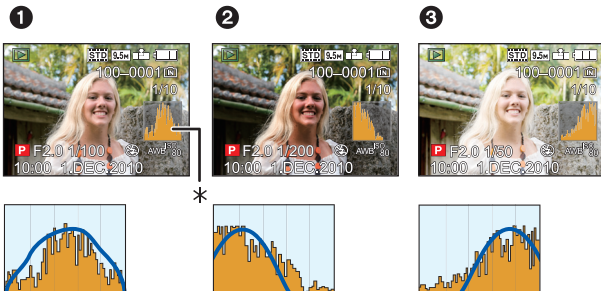 1 2 3
STD 9.5M
100–0001 IN
1/10
P F2.0 1/100 AWB ISO 80
10:00 1.DEC.2010
STD 9.5M
100–0001 IN
1/10
P F2.0 1/200 AWB ISO 80
10:00 1.DEC.2010
STD 9.5M
100–0001 IN
1/10
P F2.0 1/50 AWB ISO 80
10:00 1.DEC.2010
*